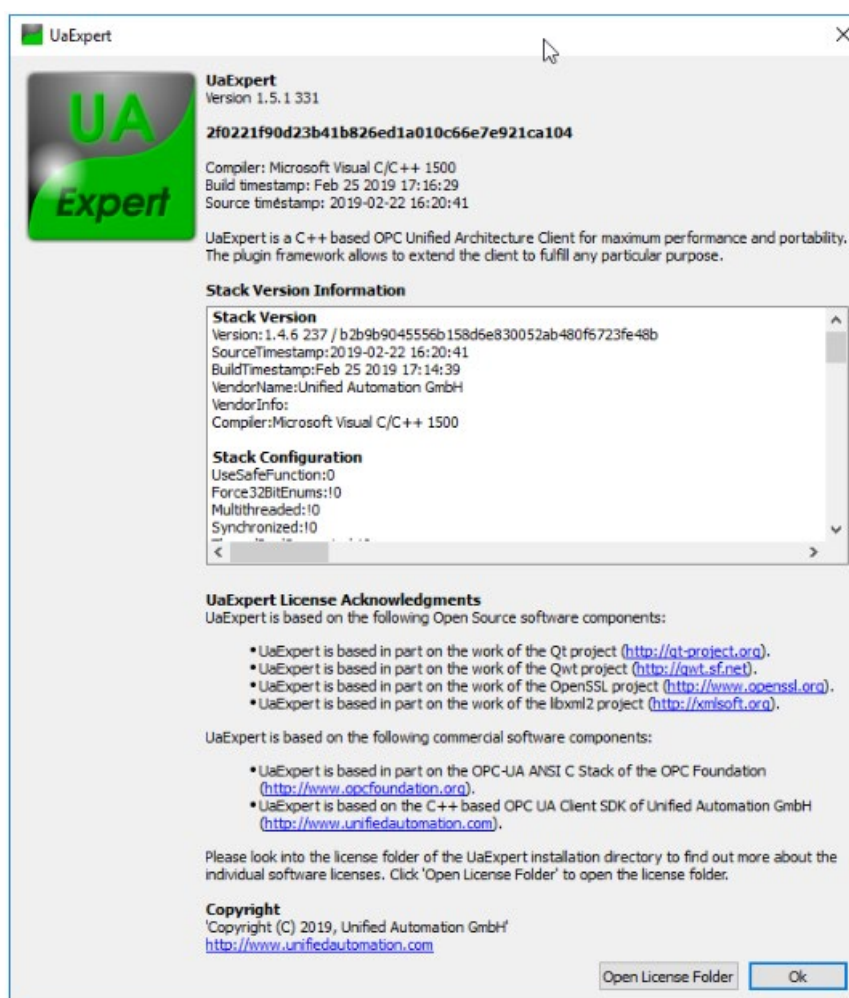 UaExpert
UA
Expert
UaExpert
Version 1.5.1 331
2f0221f90d23b41b826ed1a010c66e7e921ca104
Compiler: Microsoft Visual C/C++ 1500
Build timestamp: Feb 25 2019 17:16:29
Source timestamp: 2019-02-22 16:20:41
UaExpert is a C++ based OPC Unified Architecture Client for maximum performance and portability.
The plugin framework allows to extend the client to fulfill any particular purpose.
Stack Version Information
Stack Version
Version:1.4.6 237 / b2b9b9045556b158d6e830052ab480f6723fe48b
SourceTimestamp:2019-02-22 16:20:41
BuildTimestamp:Feb 25 2019 17:14:39
VendorName:Unified Automation GmbH
VendorInfo:
Compiler:Microsoft Visual C/C++ 1500
Stack Configuration
UseSafeFunction:0
Force32BitEnums:!0
Multithreaded:!0
Synchronized:!0
UaExpert License Acknowledgments
UaExpert is based on the following Open Source software components:
•UaExpert is based in part on the work of the Qt project (http://qt-project.org).
•UaExpert is based in part on the work of the Qwt project (http://qwt.sf.net).
•UaExpert is based in part on the work of the OpenSSL project (http://www.openssl.org).
•UaExpert is based in part on the work of the libxml2 project (http://xmlsoft.org).
UaExpert is based on the following commercial software components:
•UaExpert is based in part on the OPC-UA ANSI C Stack of the OPC Foundation
(http://www.opcfoundation.org).
•UaExpert is based on the C++ based OPC UA Client SDK of Unified Automation GmbH
(http://www.unifiedautomation.com).
Please look into the license folder of the UaExpert installation directory to find out more about the
individual software licenses. Click 'Open License Folder' to open the license folder.
Copyright
'Copyright (C) 2019, Unified Automation GmbH'
http://www.unifiedautomation.com
Open License Folder
Ok